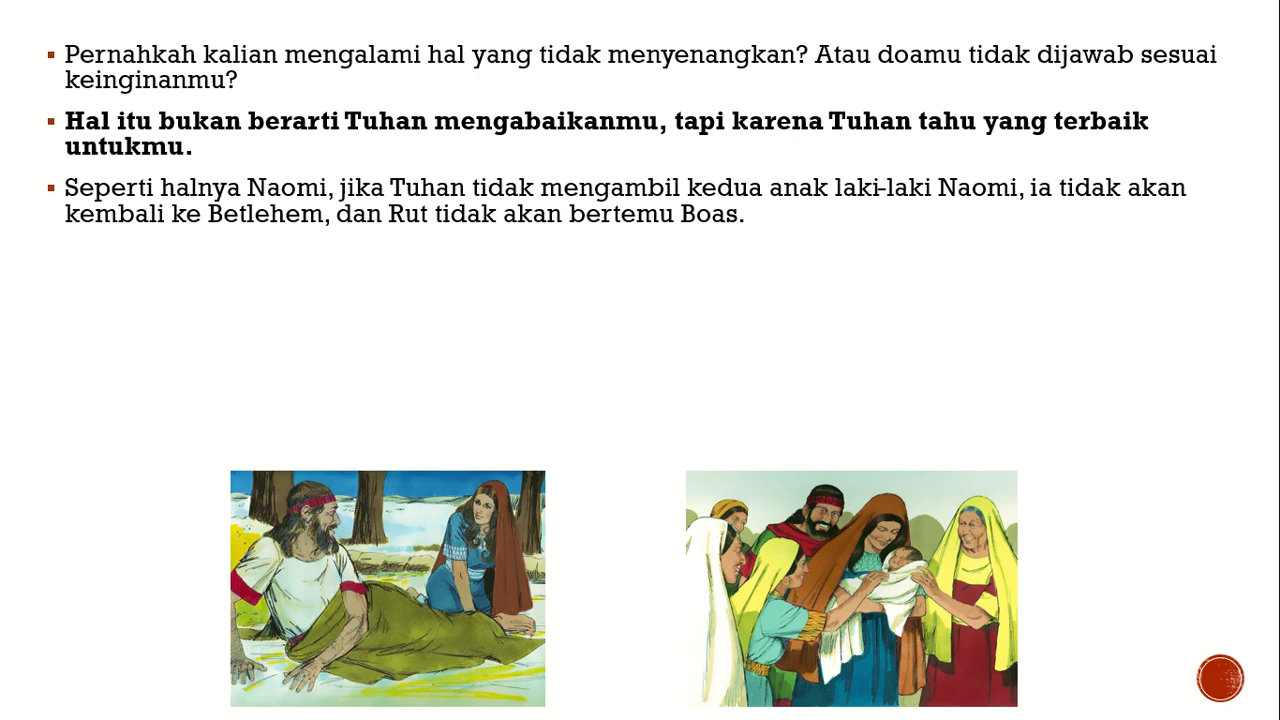 Pernahkah kalian mengalami hal yang tidak menyenangkan? Atau doamu tidak dijawab sesuai
keinginanmu?
Hal itu bukan berarti Tuhan mengabaikanmu, tapi karena Tuhan tahu yang terbaik
untukmu.
Seperti halnya Naomi, jika Tuhan tidak mengambil kedua anak laki-laki Naomi, ia tidak akan
kembali ke Betlehem, dan Rut tidak akan bertemu Boas.